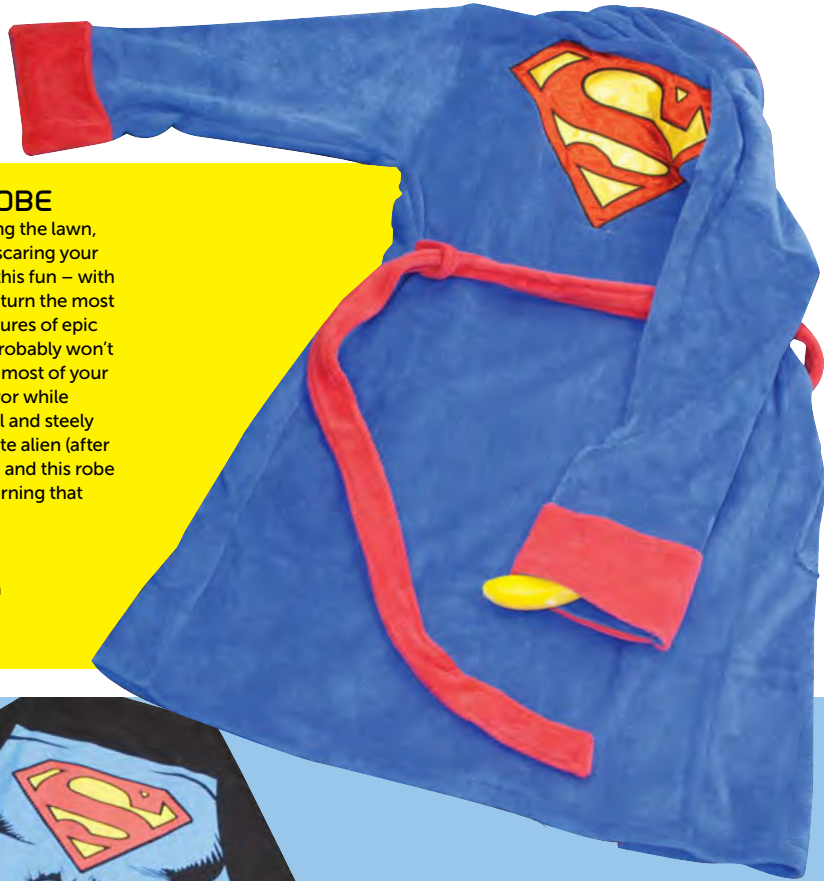 OBE
ng the lawn,
scaring your
this fun – with
turn the most
ures of epic
robably won't
most of your
or while
l and steely
te alien (after
and this robe
rning that
S
S